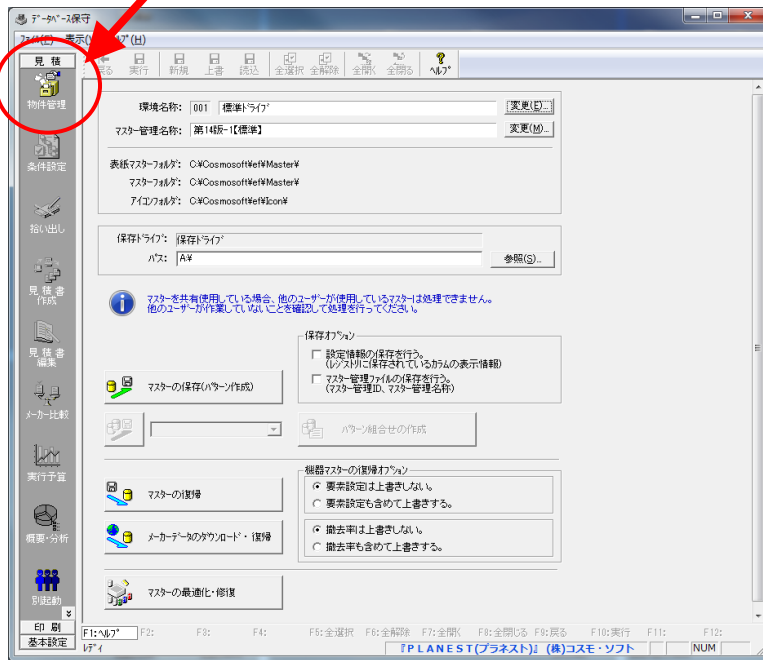 ﾃﾞｰﾀﾍﾞｰｽ保守
ﾌｧｲﾙ(F) 表示(V) ﾍﾙﾌﾟ(H)
見 積
戻る 実行 新規 上書 読込 全選択 全解除 全開く 全閉る ﾍﾙﾌﾟ
物件管理
条件設定
拾い出し
見 積 書
作成
見 積 書
編集
ﾒｰｶｰ比較
実行予算
概要・分析
別起動
印 刷
基本設定
環境名称: 001 標準ﾄﾞﾗｲﾌﾞ 変更(E)...
ﾏｽﾀｰ管理名称: 第14版-1【標準】 変更(M)...
表紙ﾏｽﾀｰﾌｫﾙﾀﾞ: C:¥Cosmosoft¥ef¥Master¥
ﾏｽﾀｰﾌｫﾙﾀﾞ: C:¥Cosmosoft¥ef¥Master¥
ｱｲｺﾝﾌｫﾙﾀﾞ: C:¥Cosmosoft¥ef¥Icon¥
保存ﾄﾞﾗｲﾌﾞ: 保存ﾄﾞﾗｲﾌﾞ
ﾊﾟｽ: A:¥ 参照(S)...
ﾏｽﾀｰを共有使用している場合、他のﾕｰｻﾞｰが使用しているﾏｽﾀｰは処理できません。
他のﾕｰｻﾞｰが作業していないことを確認して処理を行ってください。
保存ｵﾌﾟｼｮﾝ
設定情報の保存を行う。
(ﾚｼﾞｽﾄﾘに保存されているｶﾗﾑの表示情報)
ﾏｽﾀｰ管理ﾌｧｲﾙの保存を行う。
(ﾏｽﾀｰ管理ID、ﾏｽﾀｰ管理名称)
ﾏｽﾀｰの保存(ﾊﾟﾀｰﾝ作成)
ﾊﾟﾀｰﾝ組合せの作成
機器ﾏｽﾀｰの復帰ｵﾌﾟｼｮﾝ
要素設定は上書きしない。
要素設定も含めて上書きする。
ﾏｽﾀｰの復帰
撤去率は上書きしない。
撤去率も含めて上書きする。
ﾒｰｶｰﾃﾞｰﾀのﾀﾞｳﾝﾛｰﾄﾞ・復帰
ﾏｽﾀｰの最適化・修復
F1:ﾍﾙﾌﾟ F2: F3: F4: F5:全選択 F6:全解除 F7:全開く F8:全閉じる F9:戻る F10:実行 F11: F12:
ﾚﾃﾞｨ 『PLANEST(プラネスト)』 (株)コスモ・ソフト NUM